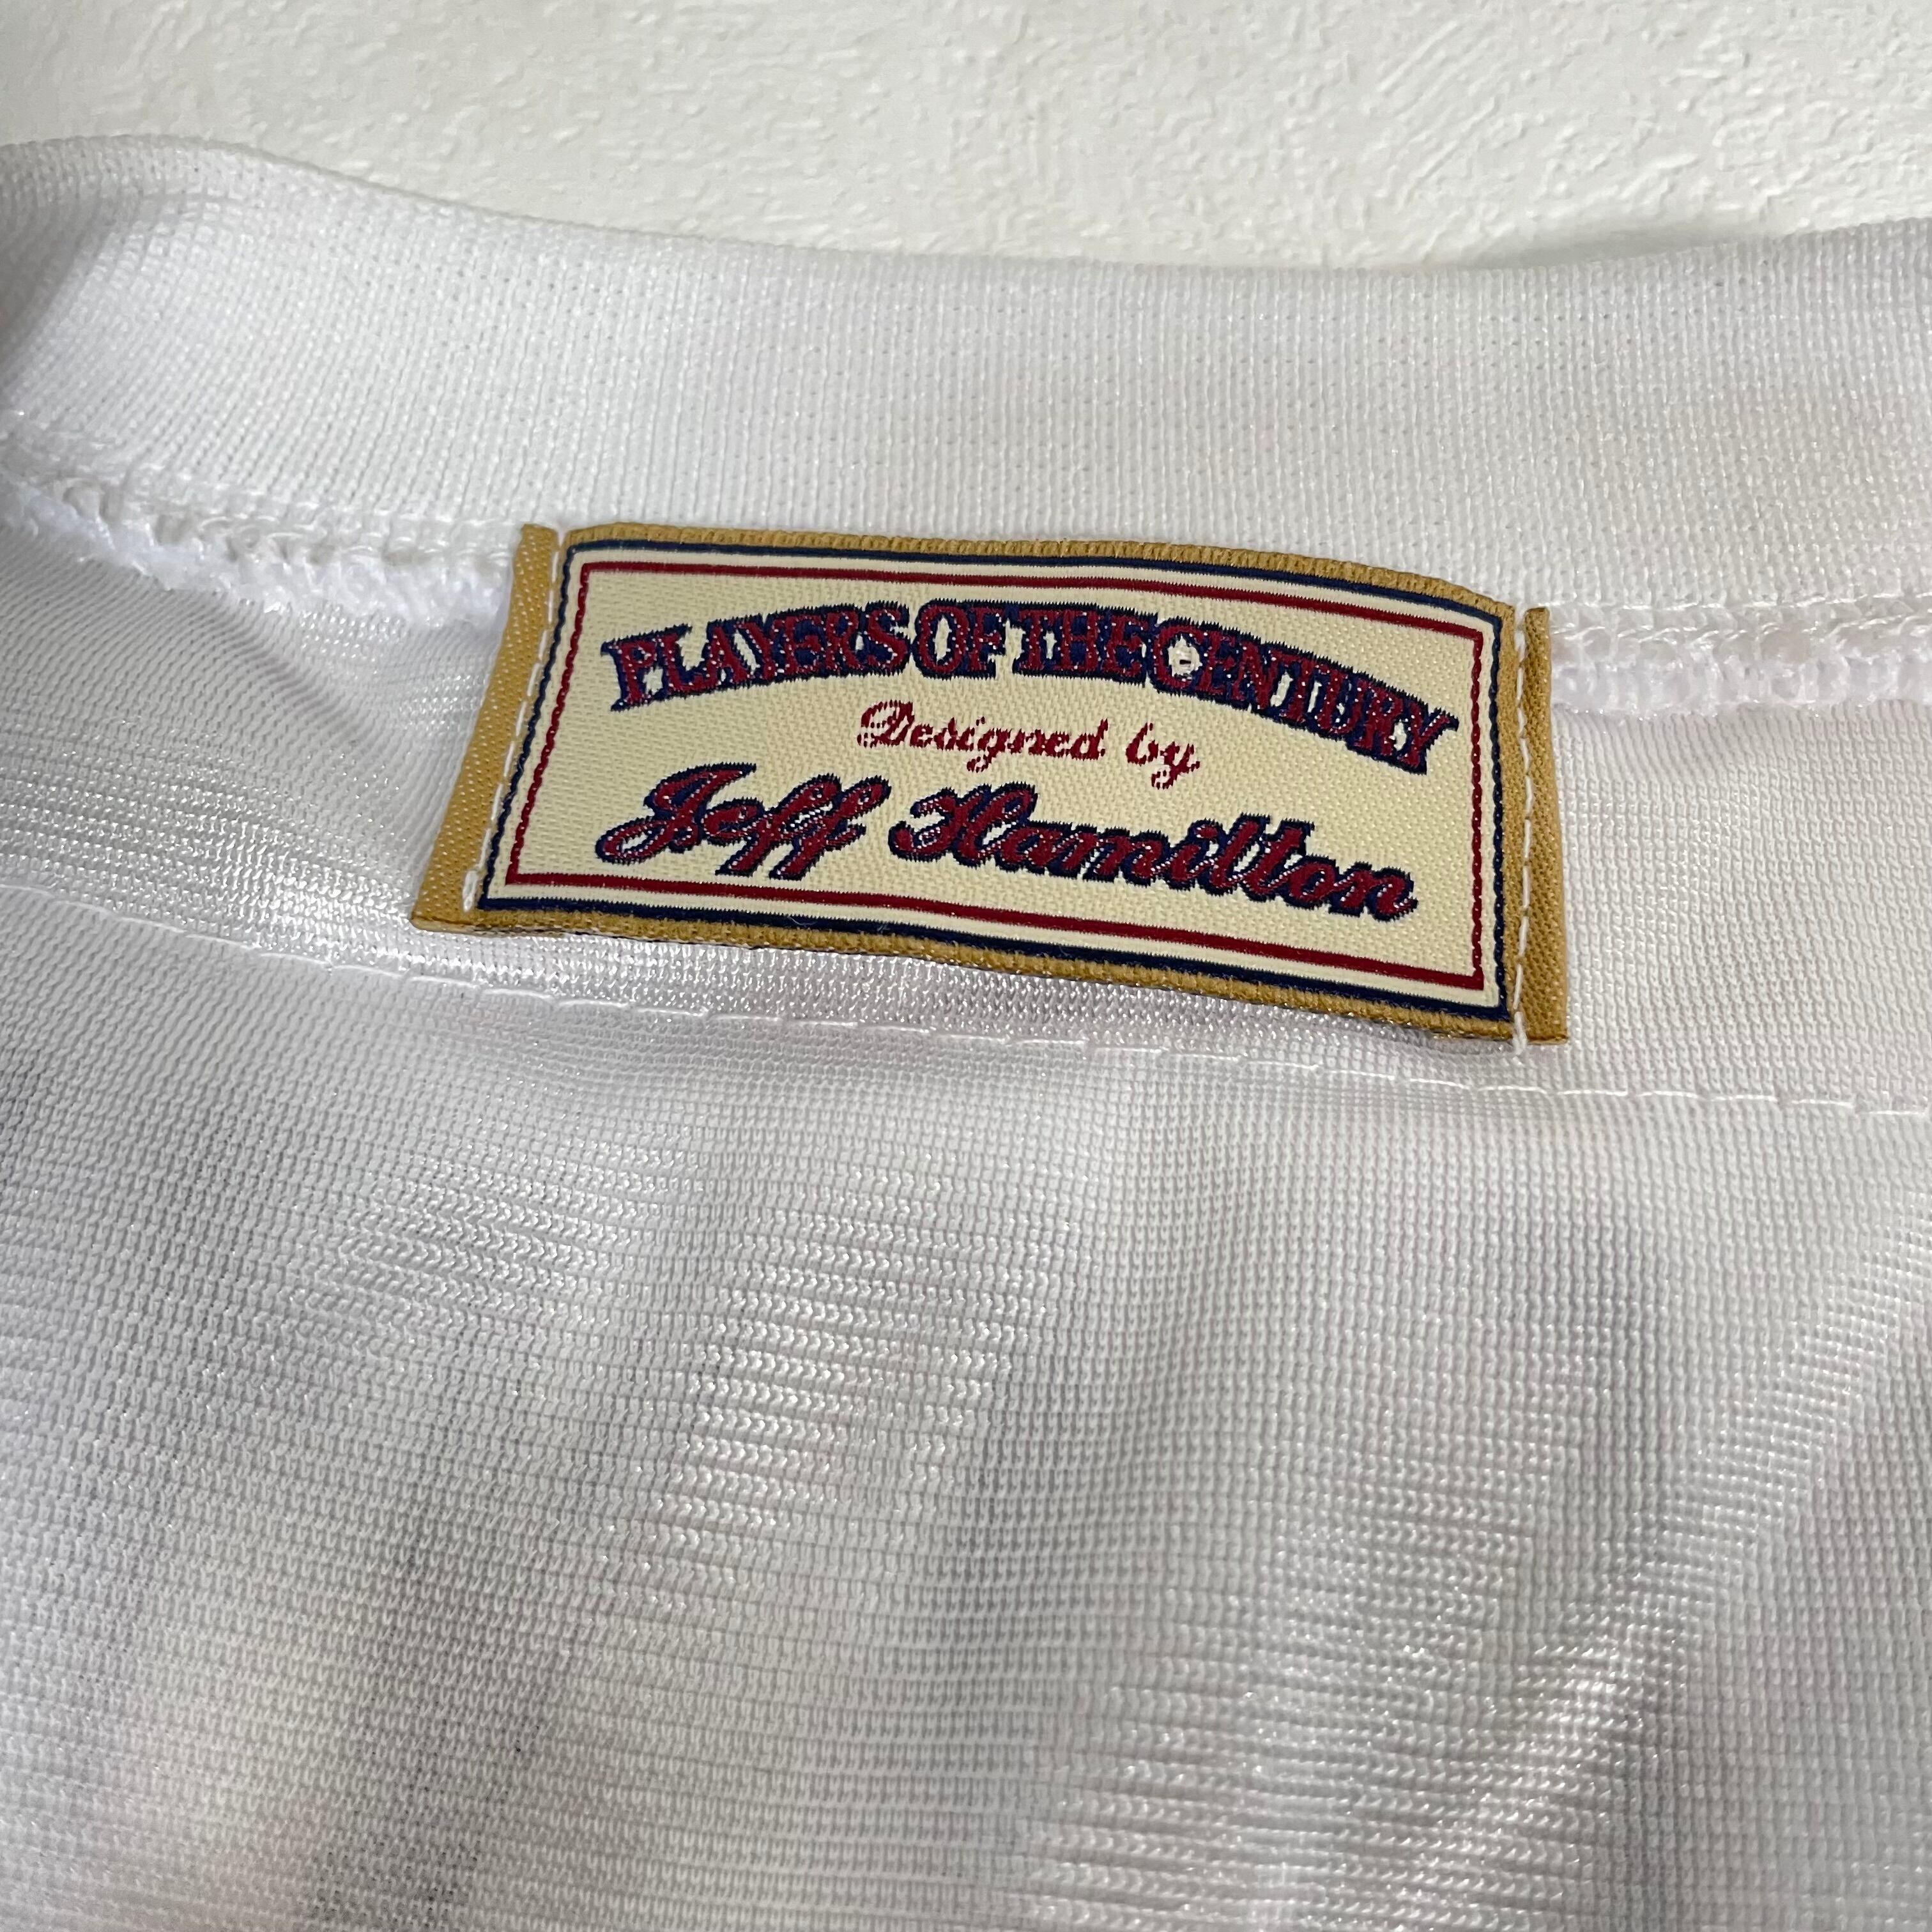 PLAYERS OF THE CENTURY
Designed by
Jeff Hamilton